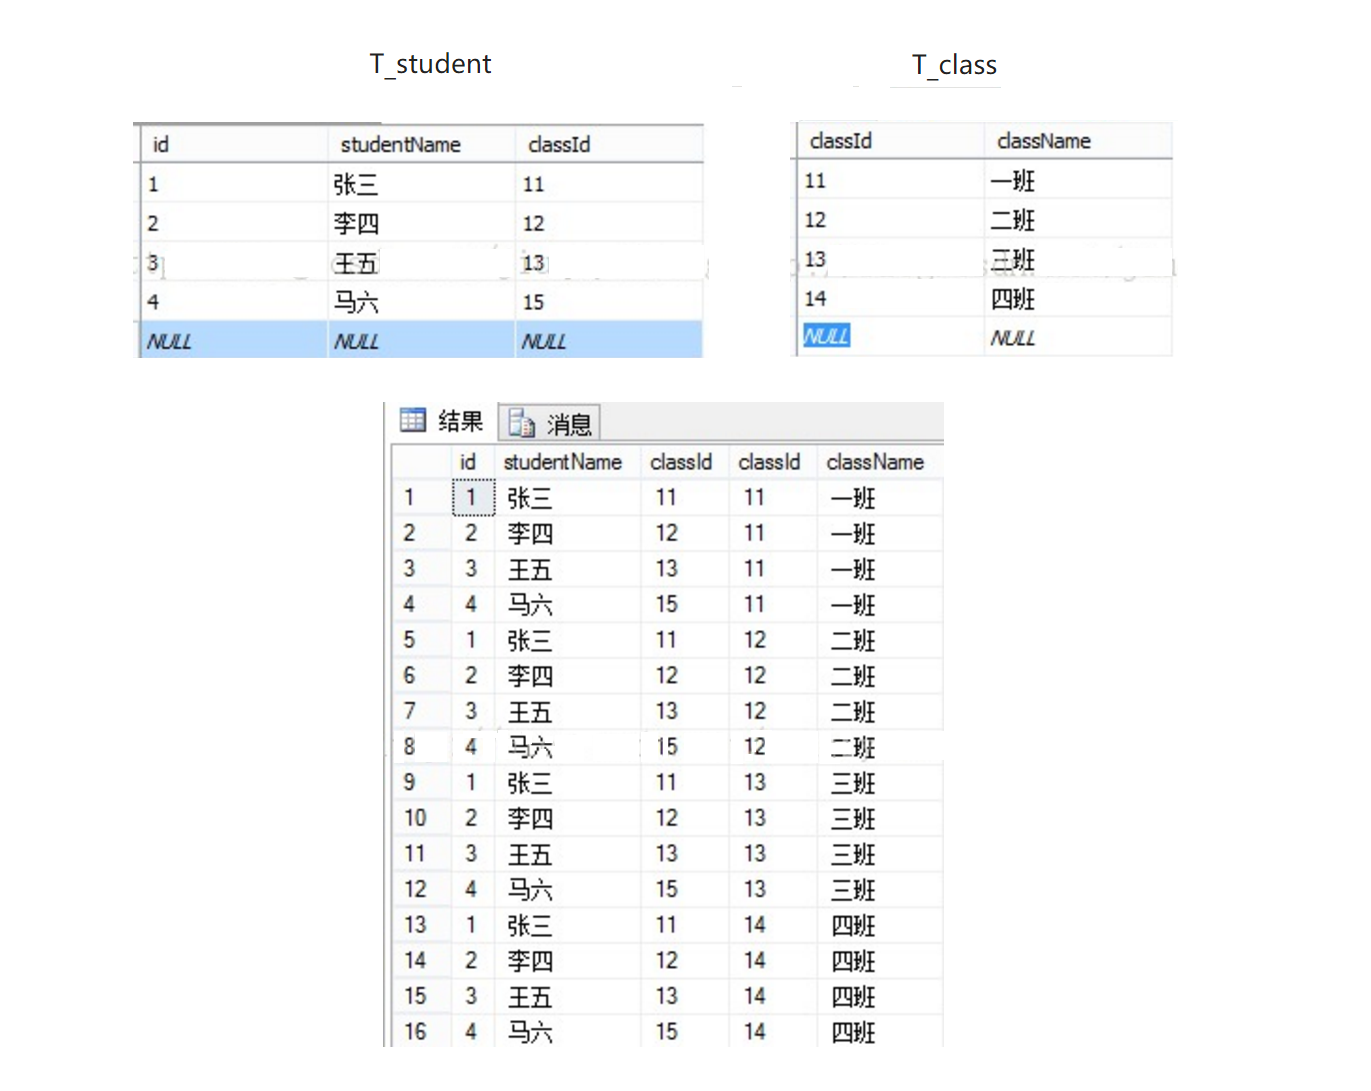 T_student T_class
id studentName classId
1 张三 11
2 李四 12
3 王五 13
4 马六 15
NULL NULL NULL
classId className
11 一班
12 二班
13 三班
14 四班
NULL NULL
结果 消息
id studentName classId classId className
1 1 张三 11 11 一班
2 2 李四 12 11 一班
3 3 王五 13 11 一班
4 4 马六 15 11 一班
5 1 张三 11 12 二班
6 2 李四 12 12 二班
7 3 王五 13 12 二班
8 4 马六 15 12 二班
9 1 张三 11 13 三班
10 2 李四 12 13 三班
11 3 王五 13 13 三班
12 4 马六 15 13 三班
13 1 张三 11 14 四班
14 2 李四 12 14 四班
15 3 王五 13 14 四班
16 4 马六 15 14 四班